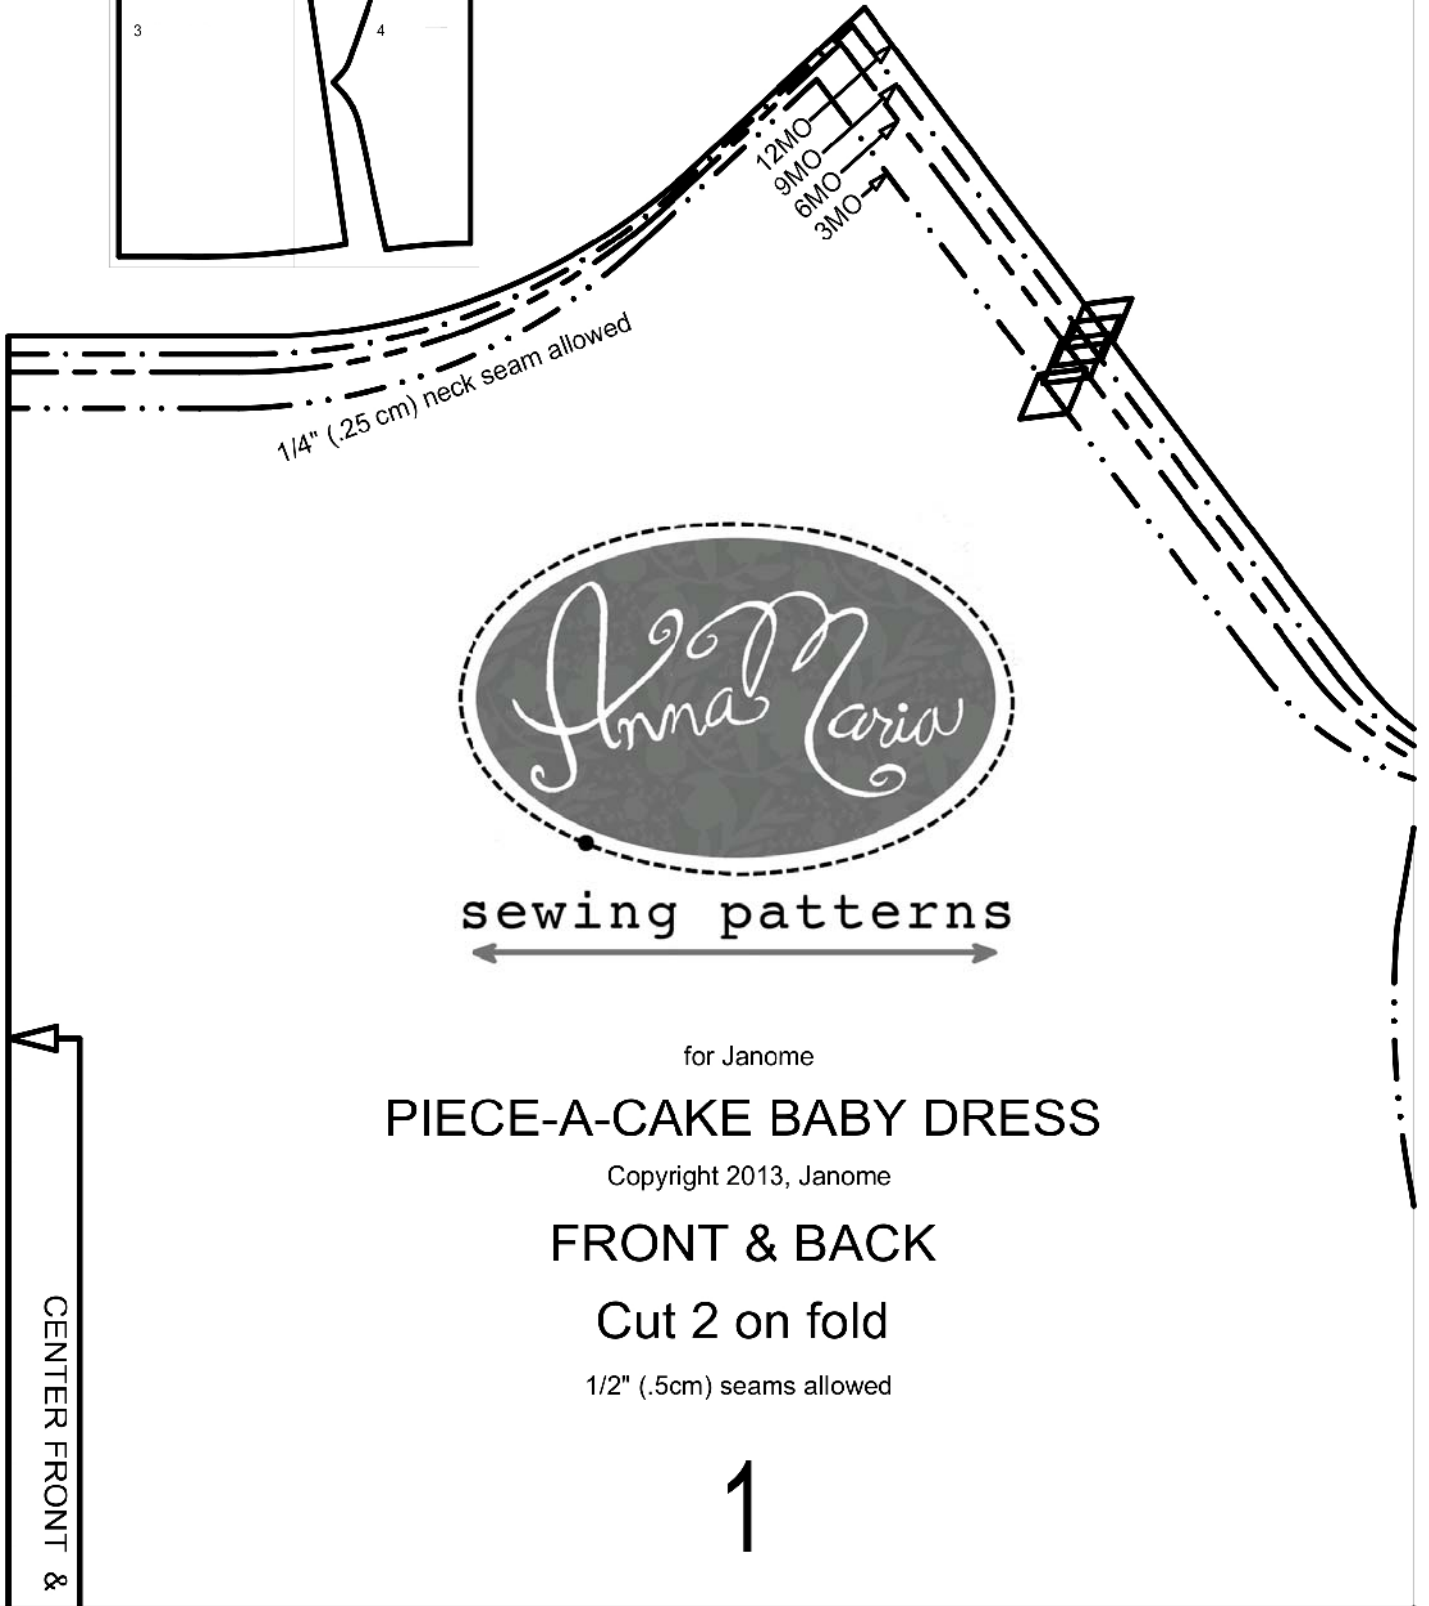 3
4
12MO
9MO
6MO
3MO
1/4" (.25 cm) neck seam allowed
Anna Maria
sewing patterns
for Janome
PIECE-A-CAKE BABY DRESS
Copyright 2013, Janome
FRONT & BACK
Cut 2 on fold
1/2" (.5cm) seams allowed
1
CENTER FRONT &